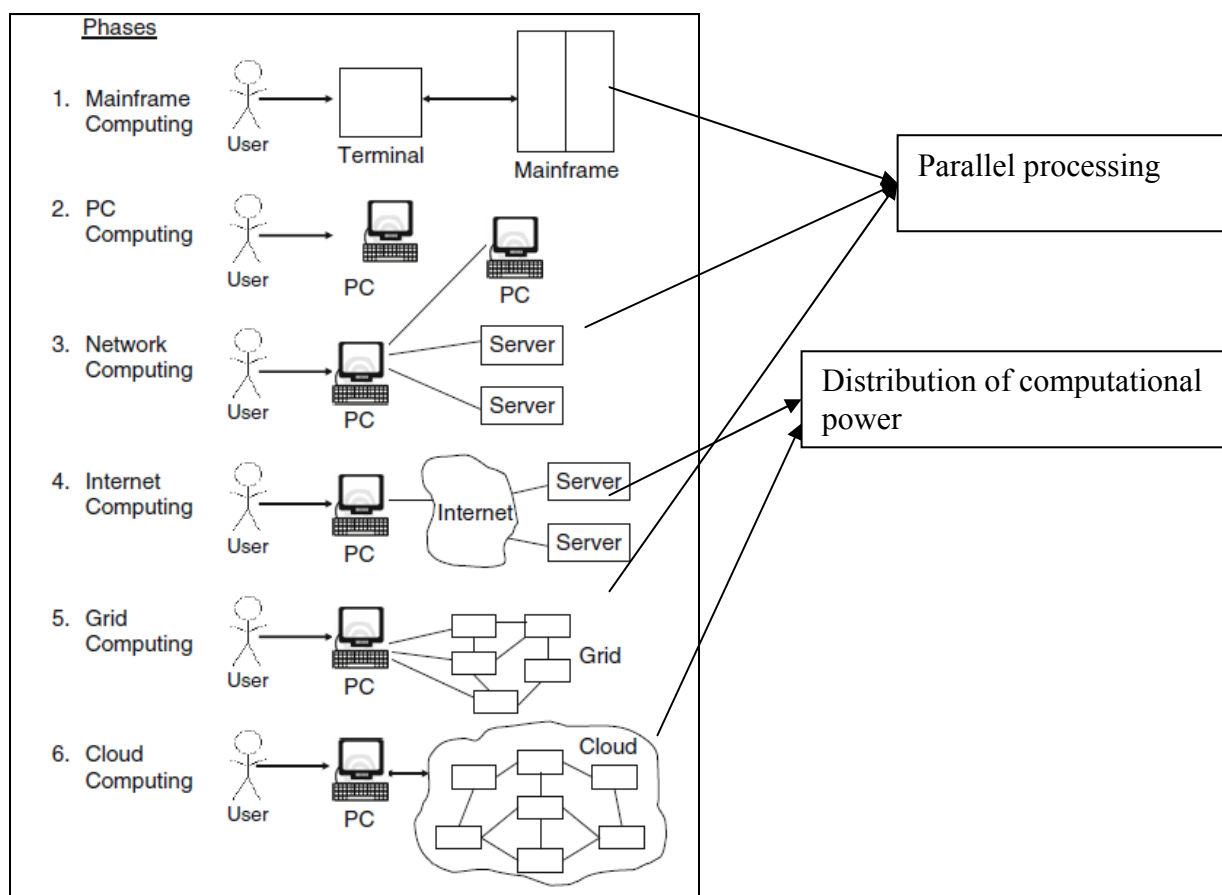 Phases
1. Mainframe
Computing
User
Terminal
Mainframe
Parallel processing
2. PC
Computing
User
PC
PC
3. Network
Computing
User
PC
Server
Server
Distribution of computational
power
4. Internet
Computing
User
PC
Internet
Server
Server
5. Grid
Computing
User
PC
Grid
6. Cloud
Computing
User
PC
Cloud